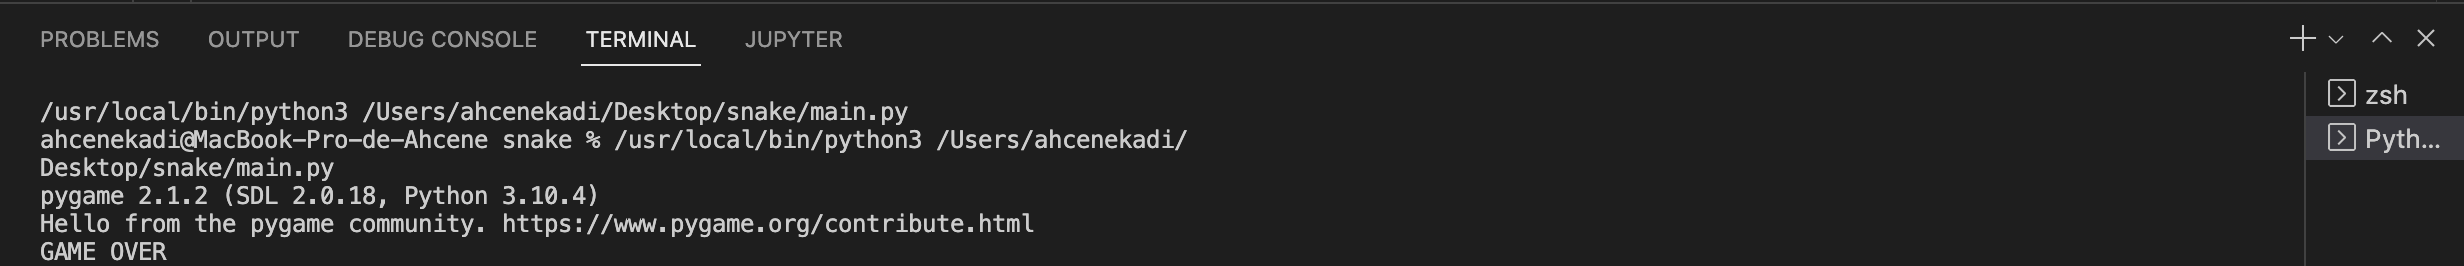 PROBLEMS OUTPUT DEBUG CONSOLE TERMINAL JUPYTER
/usr/local/bin/python3 /Users/ahcenekadi/Desktop/snake/main.py
ahcenekadi@MacBook-Pro-de-Ahcene snake % /usr/local/bin/python3 /Users/ahcenekadi/
Desktop/snake/main.py
pygame 2.1.2 (SDL 2.0.18, Python 3.10.4)
Hello from the pygame community. https://www.pygame.org/contribute.html
GAME OVER
zsh
Pyth...